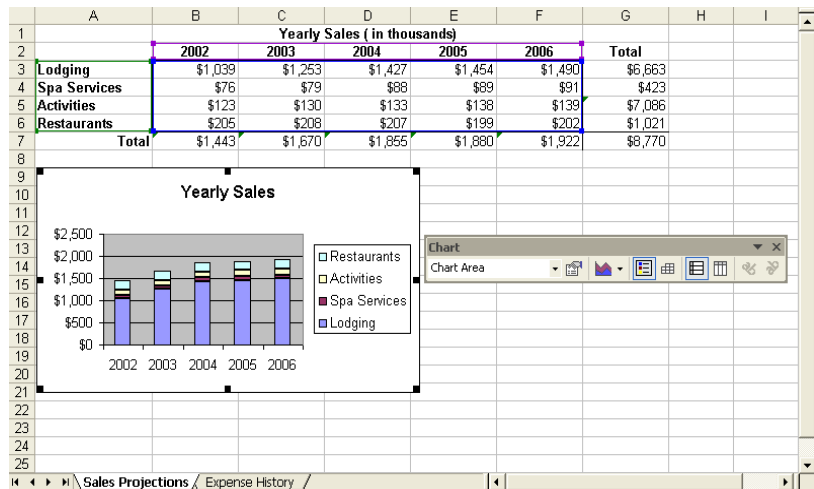 A B C D E F G H I
1 Yearly Sales ( in thousands)
2 2002 2003 2004 2005 2006 Total
3 Lodging $1,039 $1,253 $1,427 $1,454 $1,490 $6,663
4 Spa Services $76 $79 $88 $89 $91 $423
5 Activities $123 $130 $133 $138 $139 $7,086
6 Restaurants $205 $208 $207 $199 $202 $1,021
7 Total $1,443 $1,670 $1,855 $1,880 $1,922 $8,770
8
9
10
11
12
13
14
15
16
17
18
19
20
21
22
23
24
25
Yearly Sales
$2,500
$2,000
$1,500
$1,000
$500
$0
2002 2003 2004 2005 2006
Restaurants
Activities
Spa Services
Lodging
Chart
Chart Area
Sales Projections Expense History